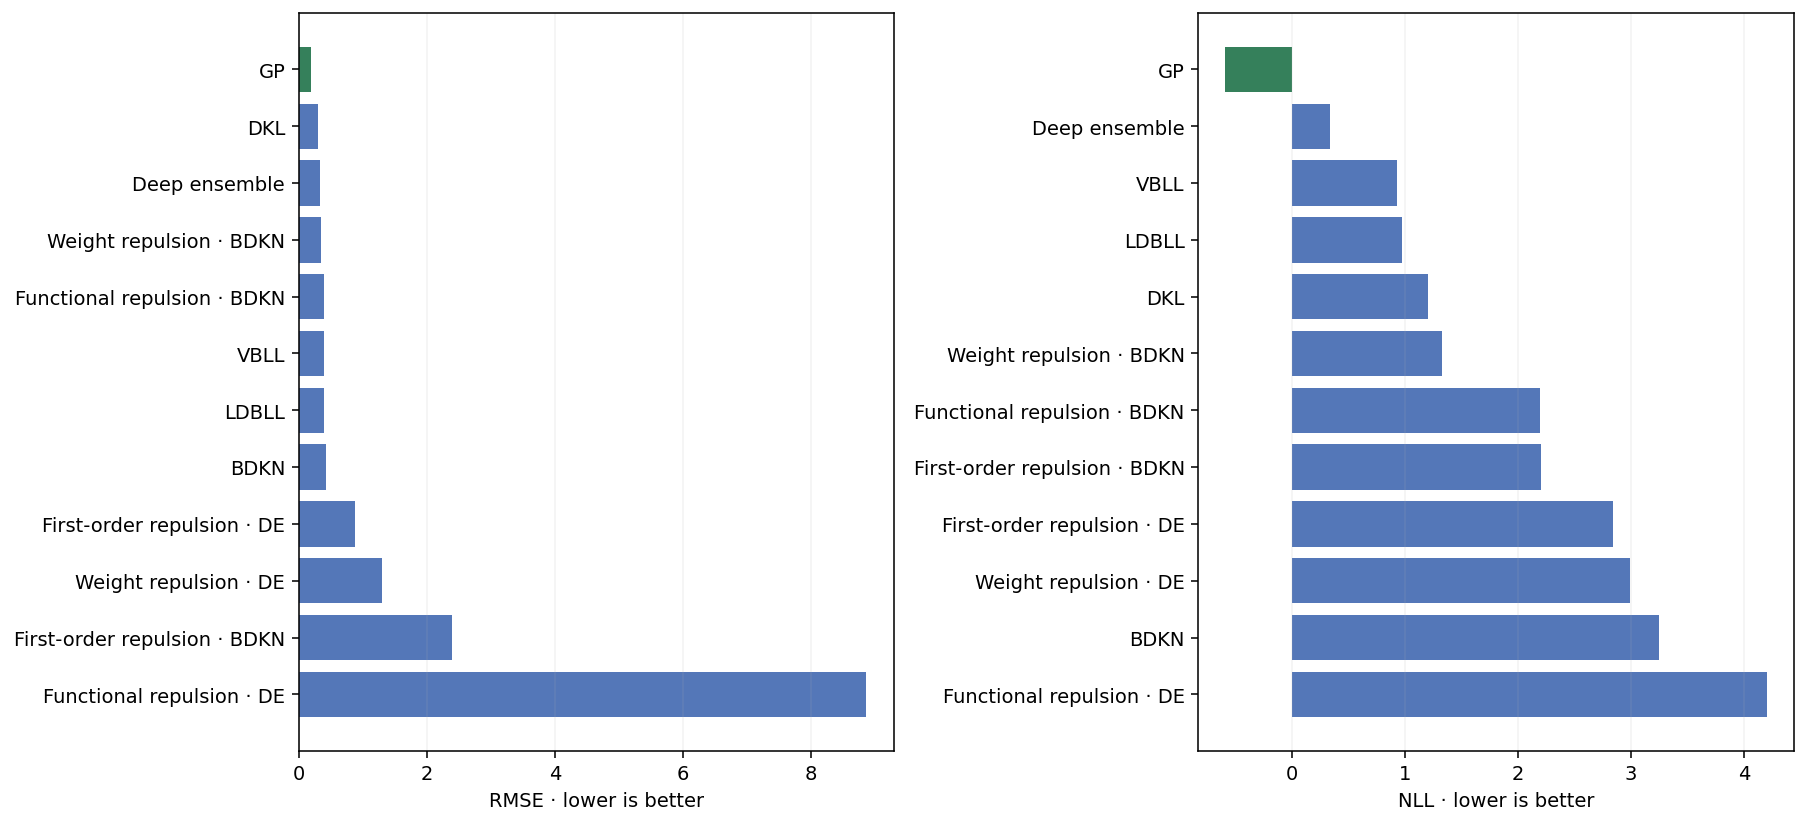 GP
DKL
Deep ensemble
Weight repulsion · BDKN
Functional repulsion · BDKN
VBLL
LDBLL
BDKN
First-order repulsion · DE
Weight repulsion · DE
First-order repulsion · BDKN
Functional repulsion · DE
0 2 4 6 8
RMSE · lower is better
GP
Deep ensemble
VBLL
LDBLL
DKL
Weight repulsion · BDKN
Functional repulsion · BDKN
First-order repulsion · BDKN
First-order repulsion · DE
Weight repulsion · DE
BDKN
Functional repulsion · DE
0 1 2 3 4
NLL · lower is better